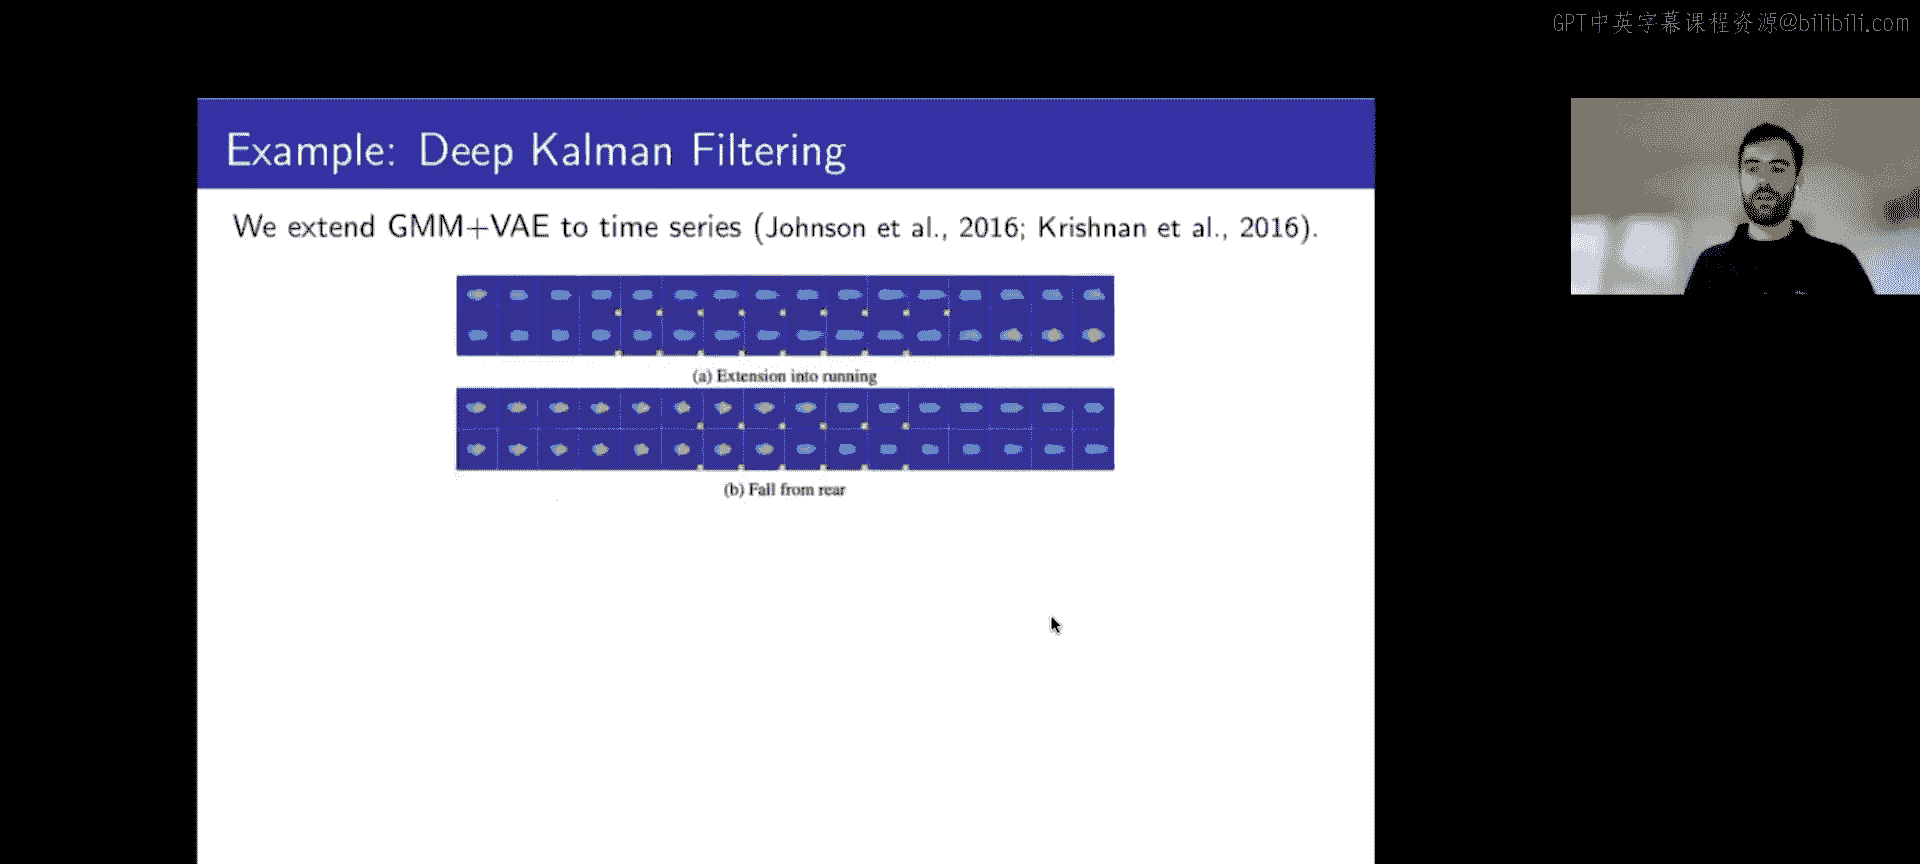 GPT中英字幕课程资源@bilibili.com
Example: Deep Kalman Filtering
We extend GMM+VAE to time series (Johnson et al., 2016; Krishnan et al., 2016).
(a) Extension into running
(b) Fall from rear